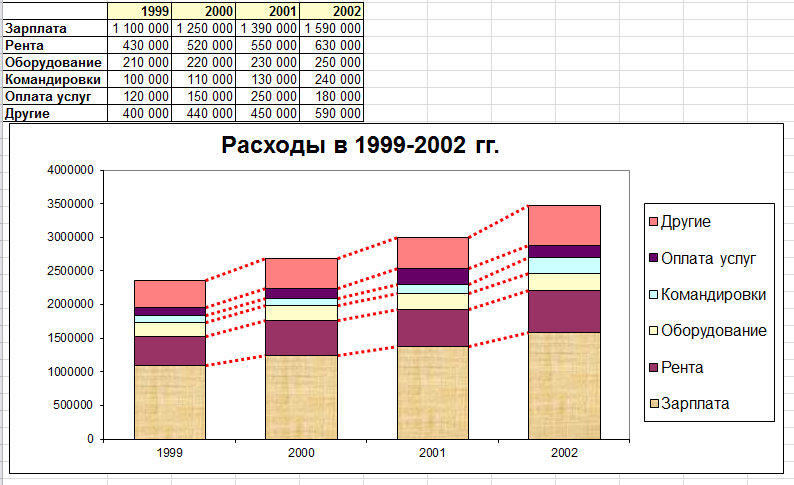 1999 2000 2001 2002
Зарплата 1 100 000 1 250 000 1 390 000 1 590 000
Рента 430 000 520 000 550 000 630 000
Оборудование 210 000 220 000 230 000 250 000
Командировки 100 000 110 000 130 000 240 000
Оплата услуг 120 000 150 000 250 000 180 000
Другие 400 000 440 000 450 000 590 000
Расходы в 1999-2002 гг.
4000000
3500000
3000000
2500000
2000000
1500000
1000000
500000
0
1999 2000 2001 2002
Другие
Оплата услуг
Командировки
Оборудование
Рента
Зарплата